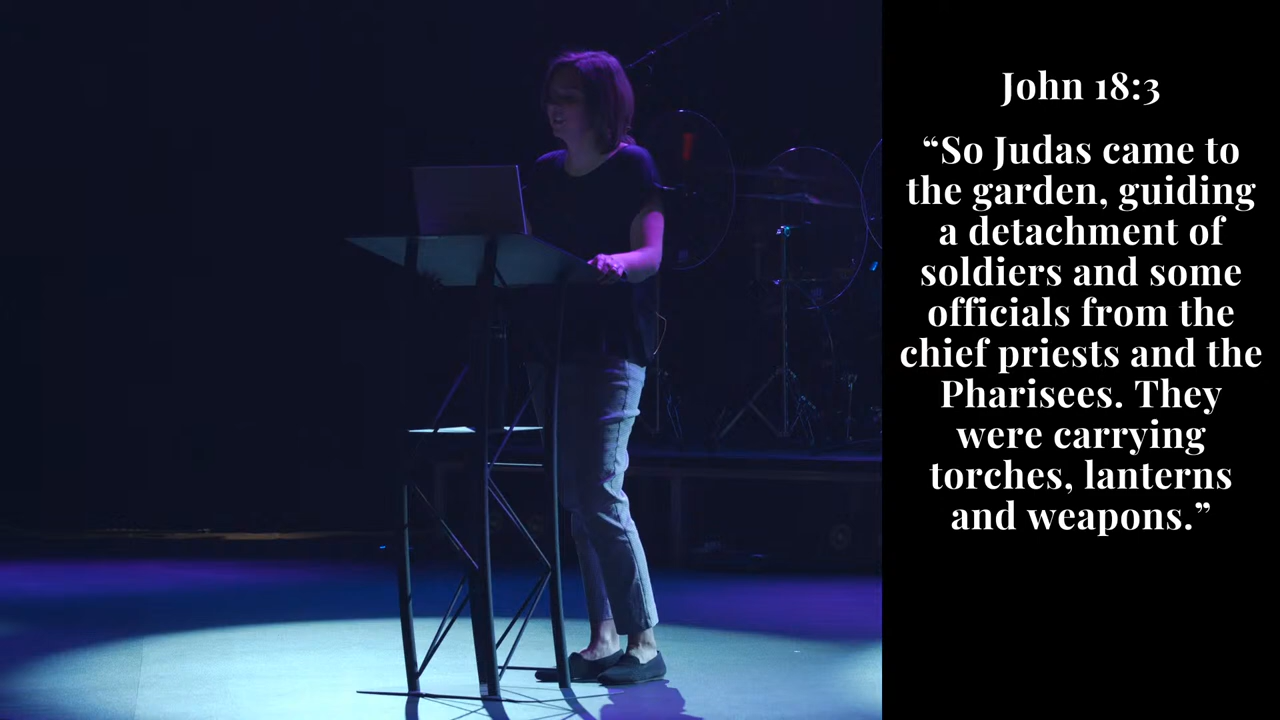 John 18:3
“So Judas came to
the garden, guiding
a detachment of
soldiers and some
officials from the
chief priests and the
Pharisees. They
were carrying
torches, lanterns
and weapons.”